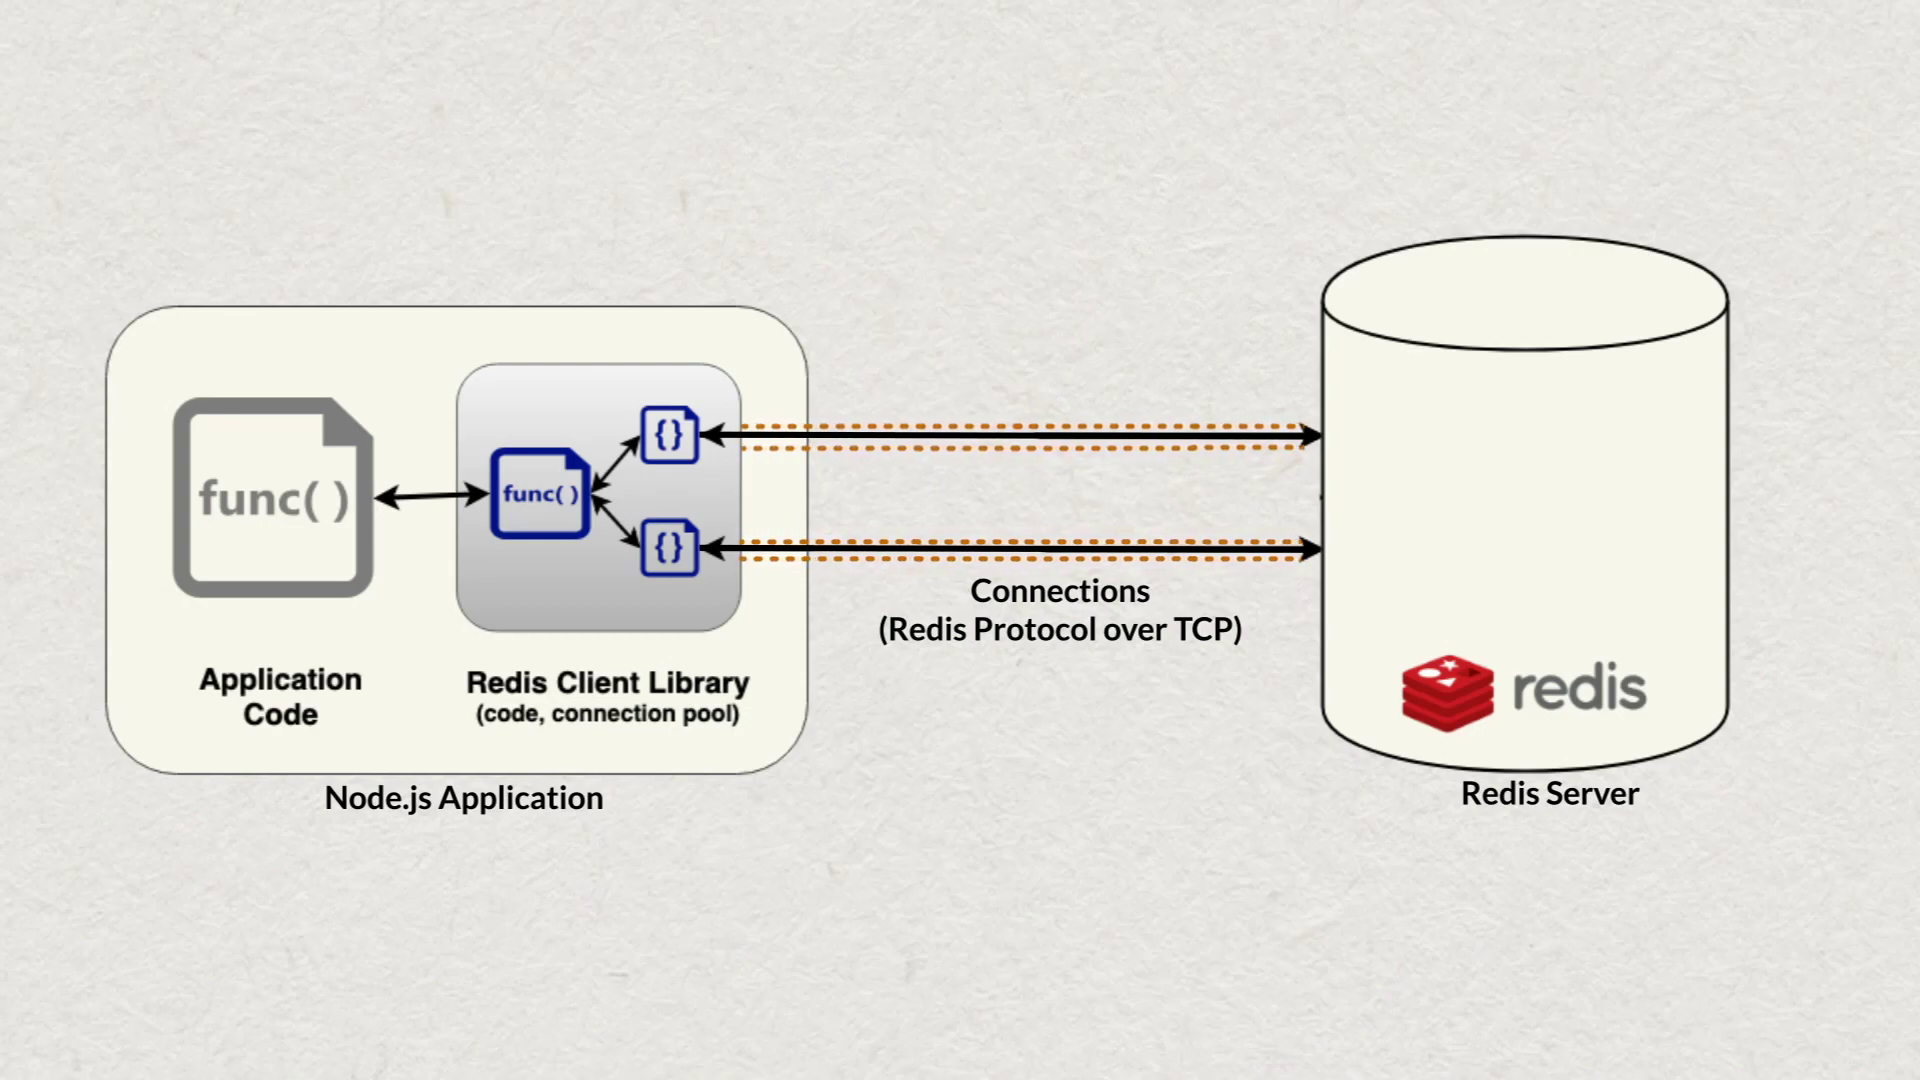 func( )
func( )
{}
{}
Application
Code
Redis Client Library
(code, connection pool)
Node.js Application
Connections
(Redis Protocol over TCP)
redis
Redis Server